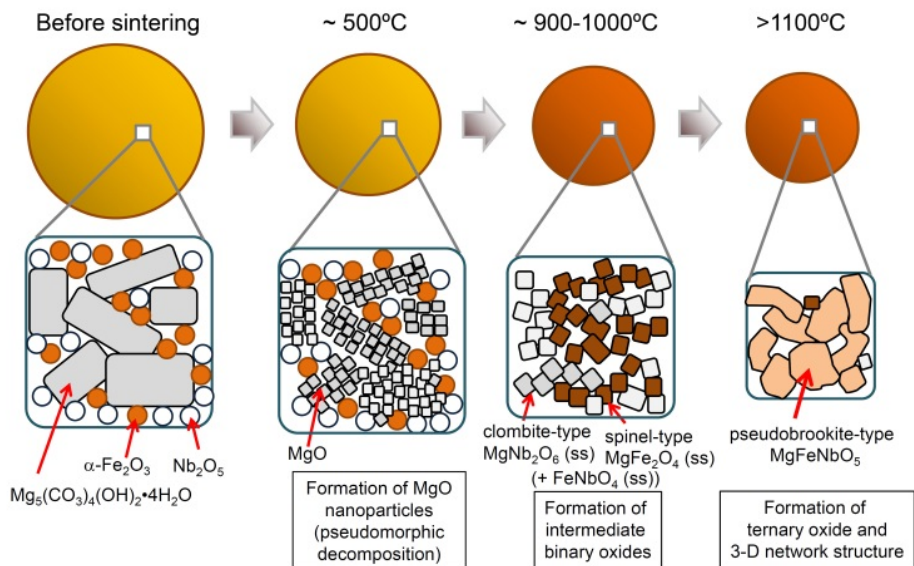 Before sintering
~ 500ºC
~ 900-1000ºC
>1100ºC
α-Fe₂O₃
Nb₂O₅
Mg₅(CO₃)₄(OH)₂•4H₂O
MgO
clombite-type
MgNb₂O₆ (ss)
spinel-type
MgFe₂O₄ (ss)
(+ FeNbO₄ (ss))
pseudobrookite-type
MgFeNbO₅
Formation of MgO
nanoparticles
(pseudomorphic
decomposition)
Formation of
intermediate
binary oxides
Formation of
ternary oxide and
3-D network structure